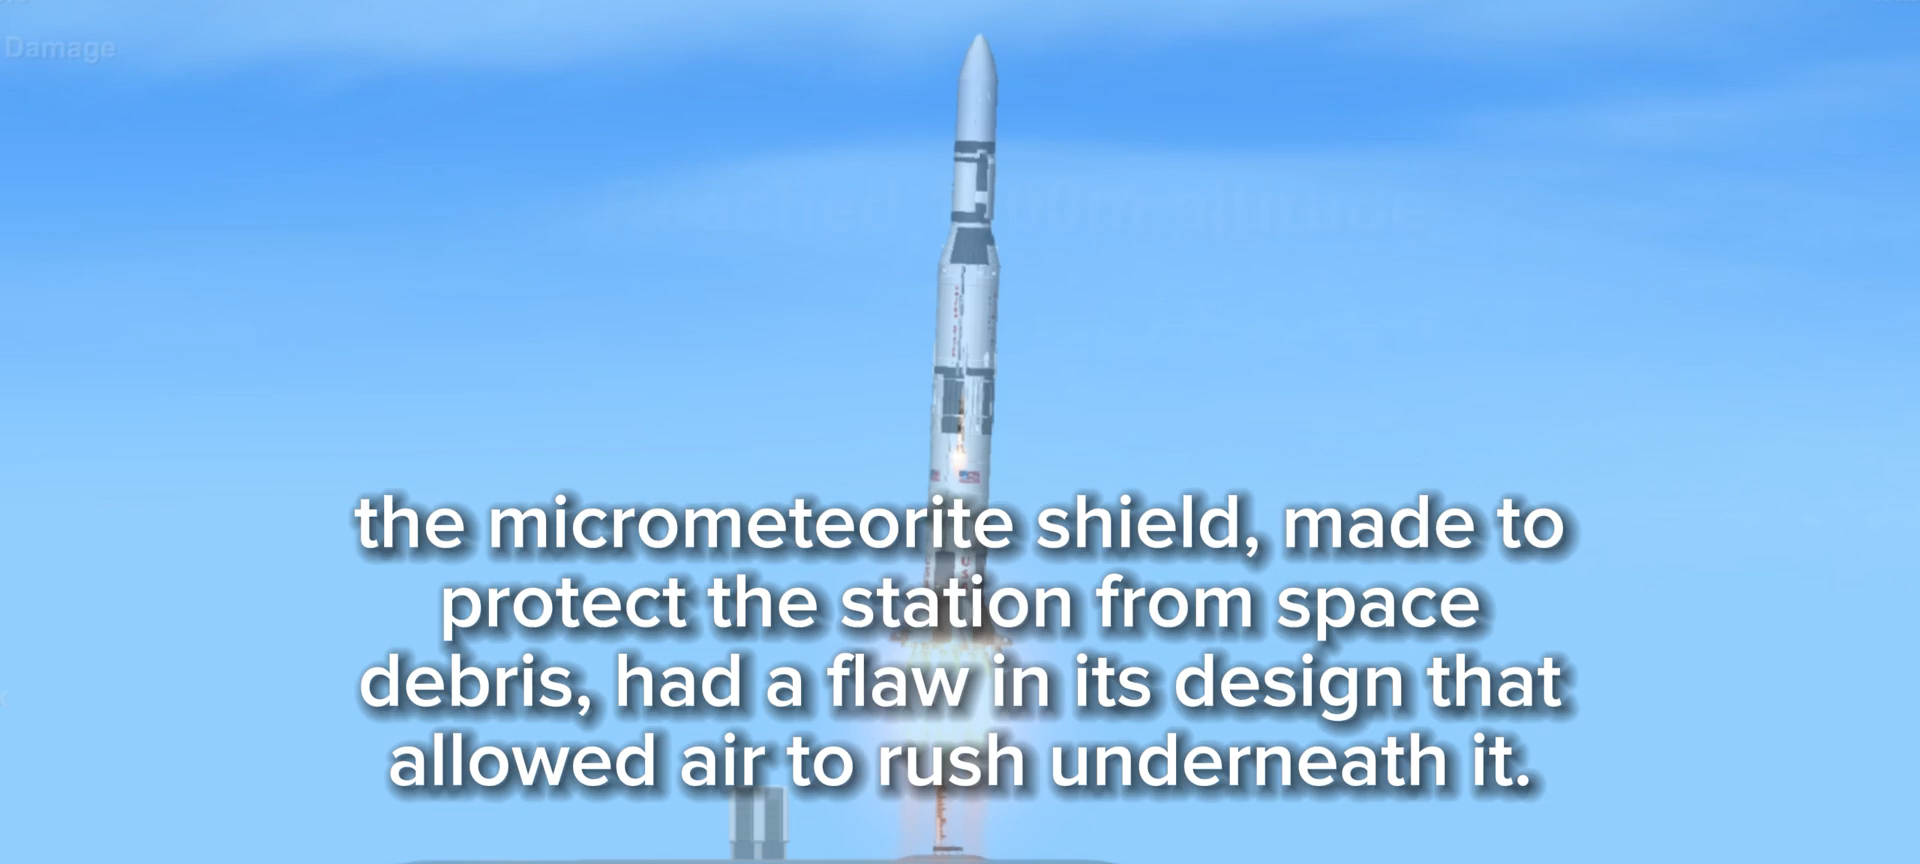 Damage
the micrometeorite shield, made to
protect the station from space
debris, had a flaw in its design that
allowed air to rush underneath it.